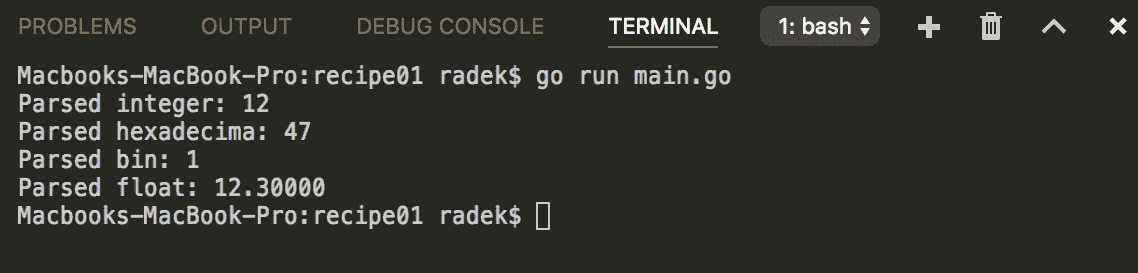 PROBLEMS OUTPUT DEBUG CONSOLE TERMINAL 1: bash
Macbooks-MacBook-Pro:recipe01 radek$ go run main.go
Parsed integer: 12
Parsed hexadecima: 47
Parsed bin: 1
Parsed float: 12.30000
Macbooks-MacBook-Pro:recipe01 radek$